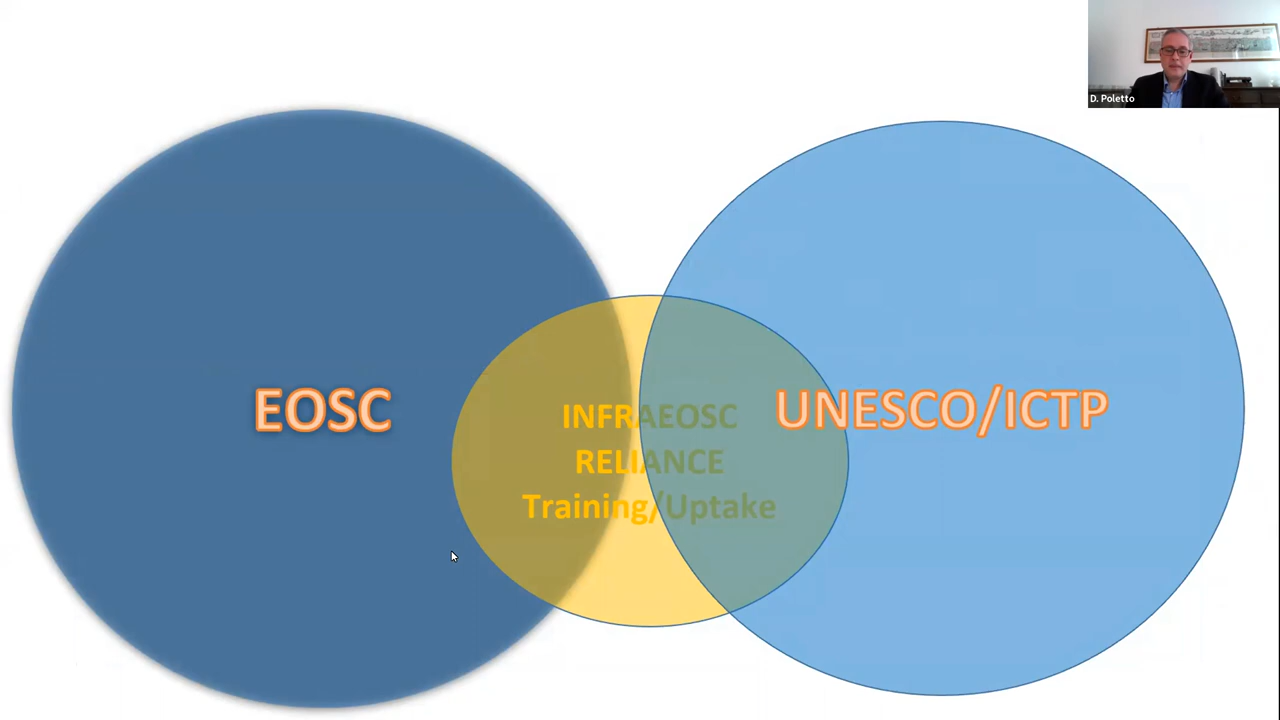 D. Poletto
EOSC
INFRAEOSC
RELIANCE
Training/Uptake
UNESCO/ICTP